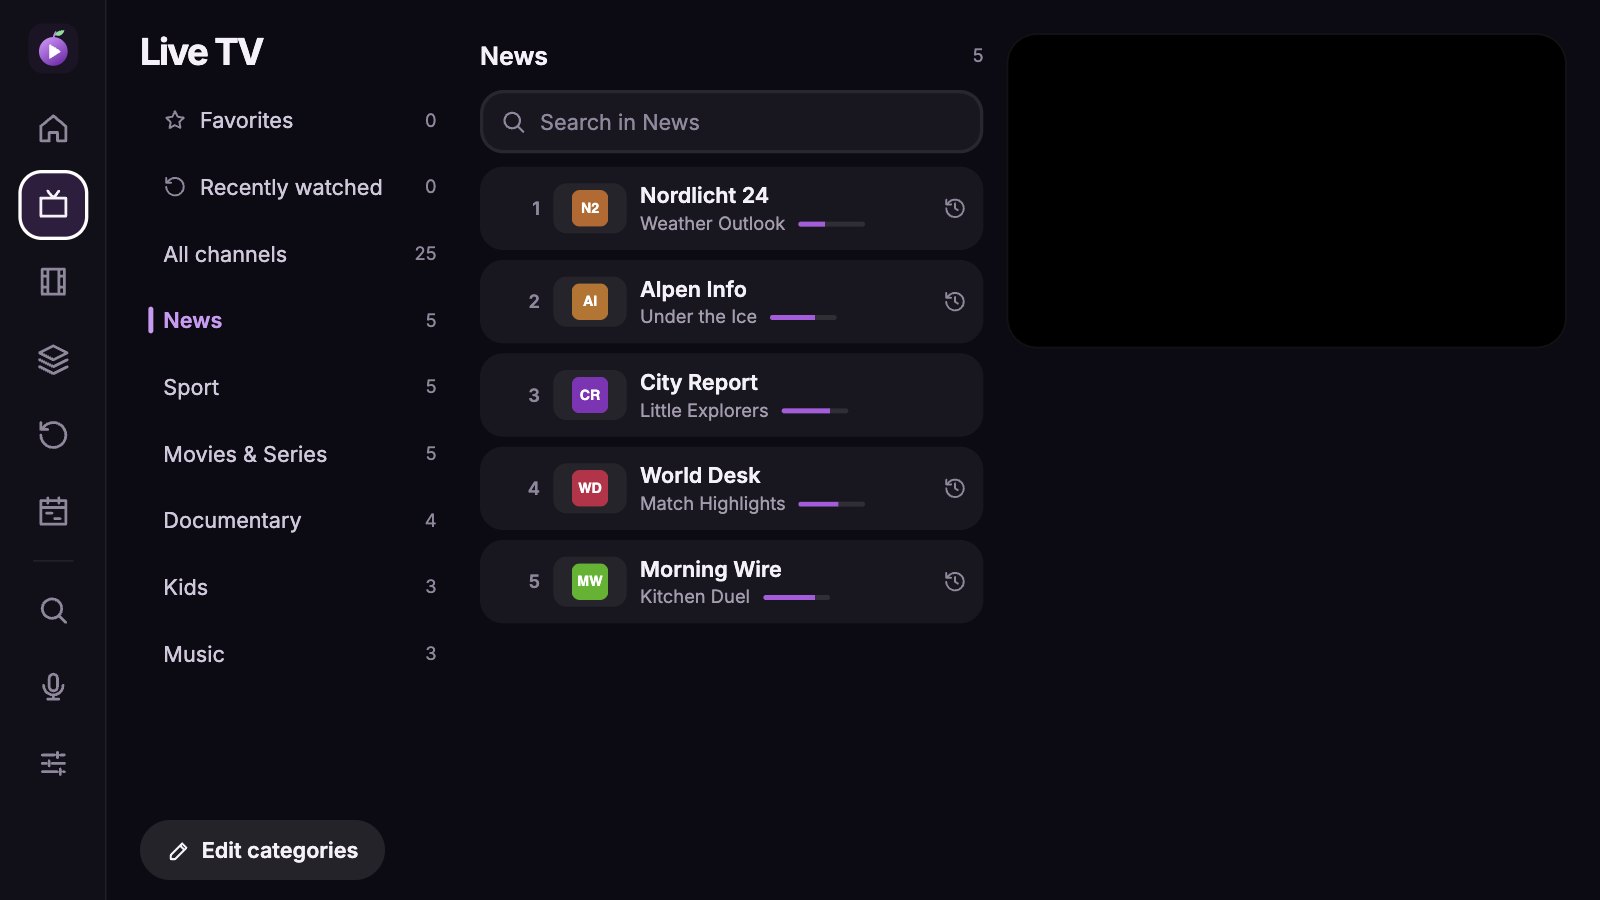 Live TV
Favorites 0
Recently watched 0
All channels 25
News 5
Sport 5
Movies & Series 5
Documentary 4
Kids 3
Music 3
Edit categories
News 5
Search in News
1 N2 Nordlicht 24
Weather Outlook
2 AI Alpen Info
Under the Ice
3 CR City Report
Little Explorers
4 WD World Desk
Match Highlights
5 MW Morning Wire
Kitchen Duel